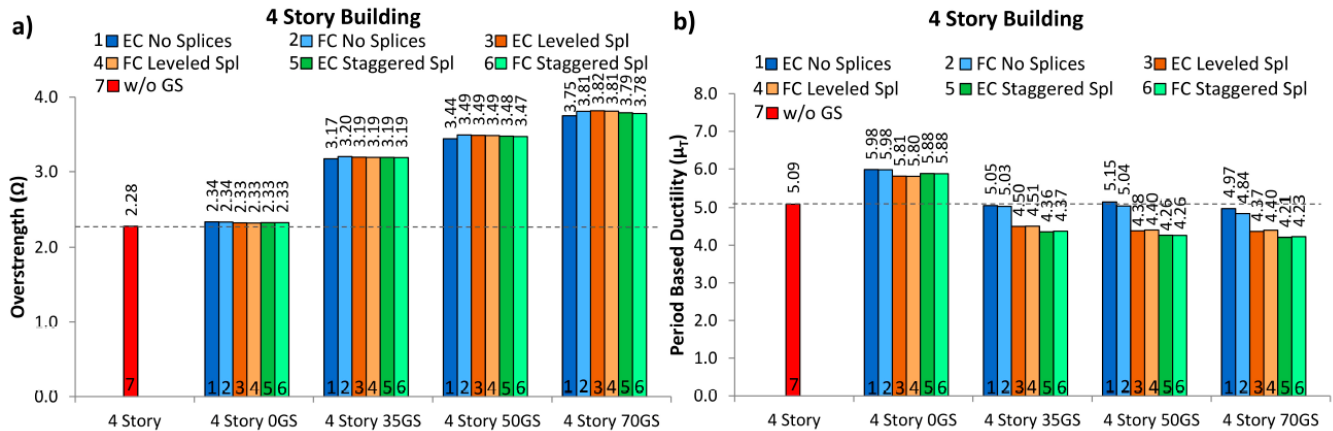 a)
4 Story Building
1 EC No Splices 2 FC No Splices 3 EC Leveled Spl
4 FC Leveled Spl 5 EC Staggered Spl 6 FC Staggered Spl
7 w/o GS
Overstrength (Ω)
4.0
3.0
2.0
1.0
0.0
2.28
2.34 2.34 2.33 2.33 2.33 2.33
3.17 3.20 3.19 3.19 3.19 3.19
3.44 3.49 3.49 3.49 3.48 3.47
3.75 3.81 3.82 3.81 3.79 3.78
7 1 2 3 4 5 6 1 2 3 4 5 6 1 2 3 4 5 6 1 2 3 4 5 6
4 Story 4 Story 0GS 4 Story 35GS 4 Story 50GS 4 Story 70GS
b)
4 Story Building
1 EC No Splices 2 FC No Splices 3 EC Leveled Spl
4 FC Leveled Spl 5 EC Staggered Spl 6 FC Staggered Spl
7 w/o GS
Period Based Ductility (μT)
8.0
7.0
6.0
5.0
4.0
3.0
2.0
1.0
0.0
5.09
5.98 5.98 5.81 5.80 5.88 5.88
5.05 5.03 4.50 4.51 4.36 4.37
5.15 5.04 4.38 4.40 4.26 4.26
4.97 4.84 4.37 4.40 4.21 4.23
7 1 2 3 4 5 6 1 2 3 4 5 6 1 2 3 4 5 6 1 2 3 4 5 6
4 Story 4 Story 0GS 4 Story 35GS 4 Story 50GS 4 Story 70GS